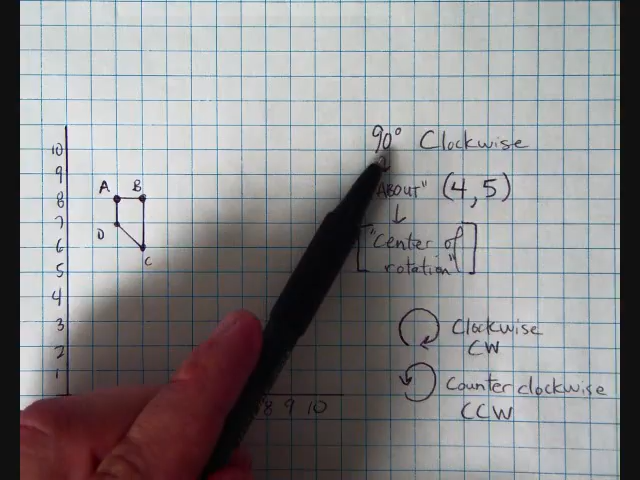 90° Clockwise
"About" (4,5)
"Center of
rotation"
Clockwise
CW
Counter clockwise
CCW
10
9
8
7
6
5
4
3
2
1
A B
D
C
8 9 10